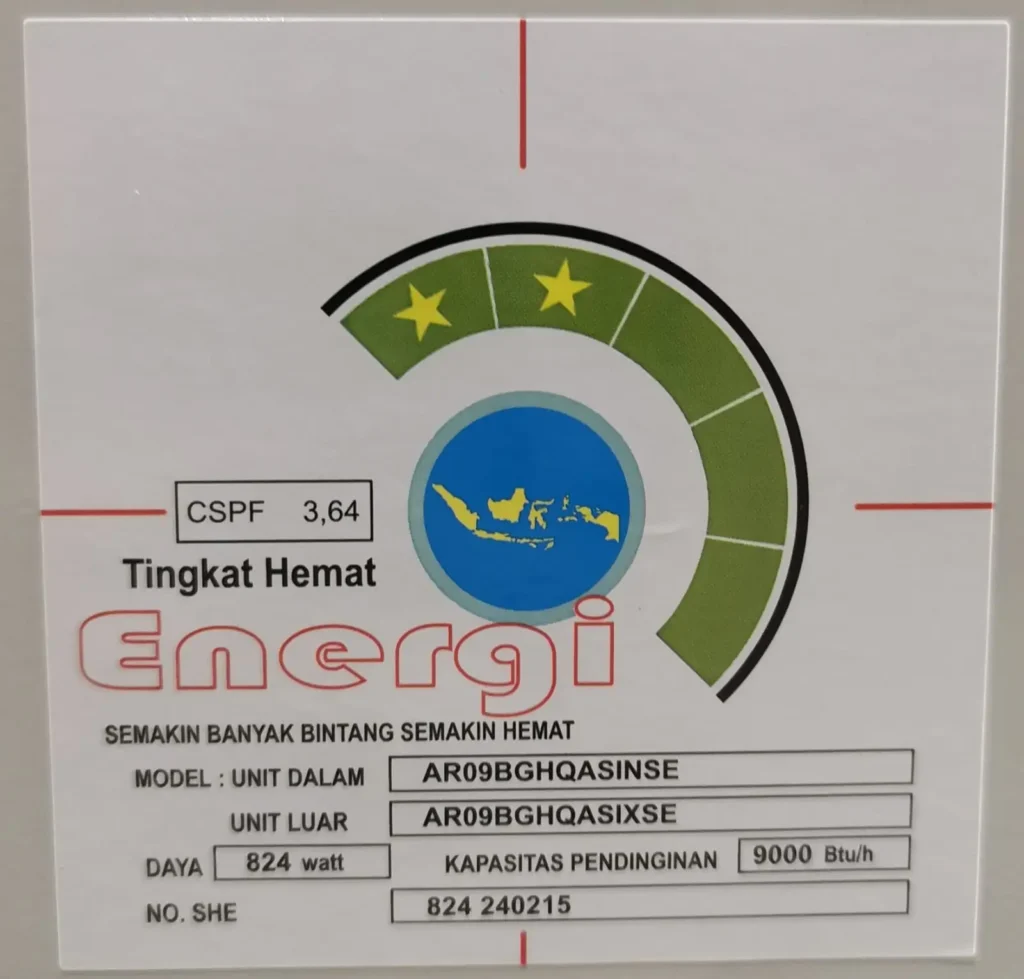 CSPF 3,64
Tingkat Hemat
Energi
SEMAKIN BANYAK BINTANG SEMAKIN HEMAT
MODEL : UNIT DALAM AR09BGHQASINSE
UNIT LUAR AR09BGHQASIXSE
DAYA 824 watt KAPASITAS PENDINGINAN 9000 Btu/h
NO. SHE 824 240215